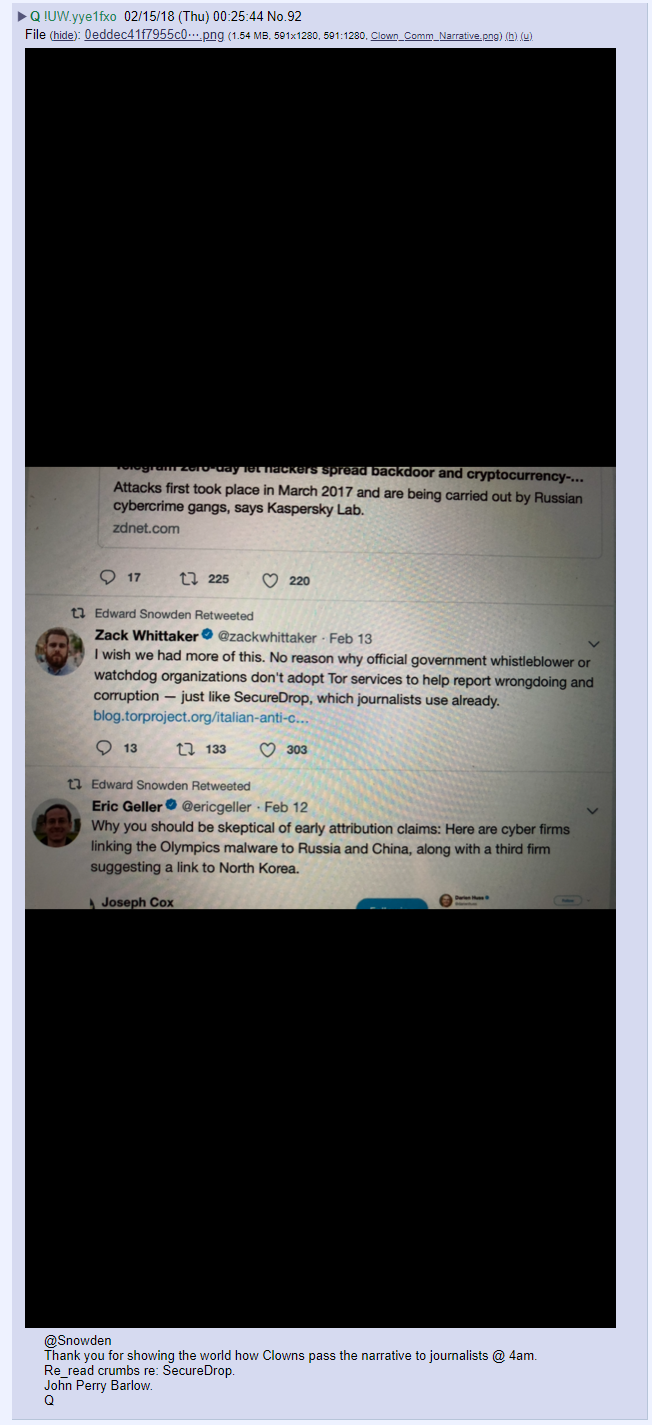 Q !UW.yye1fxo 02/15/18 (Thu) 00:25:44 No.92
File (hide): 0eddec41f7955c0⋯.png (1.54 MB, 591x1280, 591:1280, Clown_Comm_Narrative.png) (h) (u)
Telegram zero-day let hackers spread backdoor and cryptocurrency-...
Attacks first took place in March 2017 and are being carried out by Russian
cybercrime gangs, says Kaspersky Lab.
zdnet.com
17 225 220
Edward Snowden Retweeted
Zack Whittaker @zackwhittaker · Feb 13
I wish we had more of this. No reason why official government whistleblower or
watchdog organizations don't adopt Tor services to help report wrongdoing and
corruption — just like SecureDrop, which journalists use already.
blog.torproject.org/italian-anti-c...
13 133 303
Edward Snowden Retweeted
Eric Geller @ericgeller · Feb 12
Why you should be skeptical of early attribution claims: Here are cyber firms
linking the Olympics malware to Russia and China, along with a third firm
suggesting a link to North Korea.
Joseph Cox
@Snowden
Thank you for showing the world how Clowns pass the narrative to journalists @ 4am.
Re_read crumbs re: SecureDrop.
John Perry Barlow.
Q